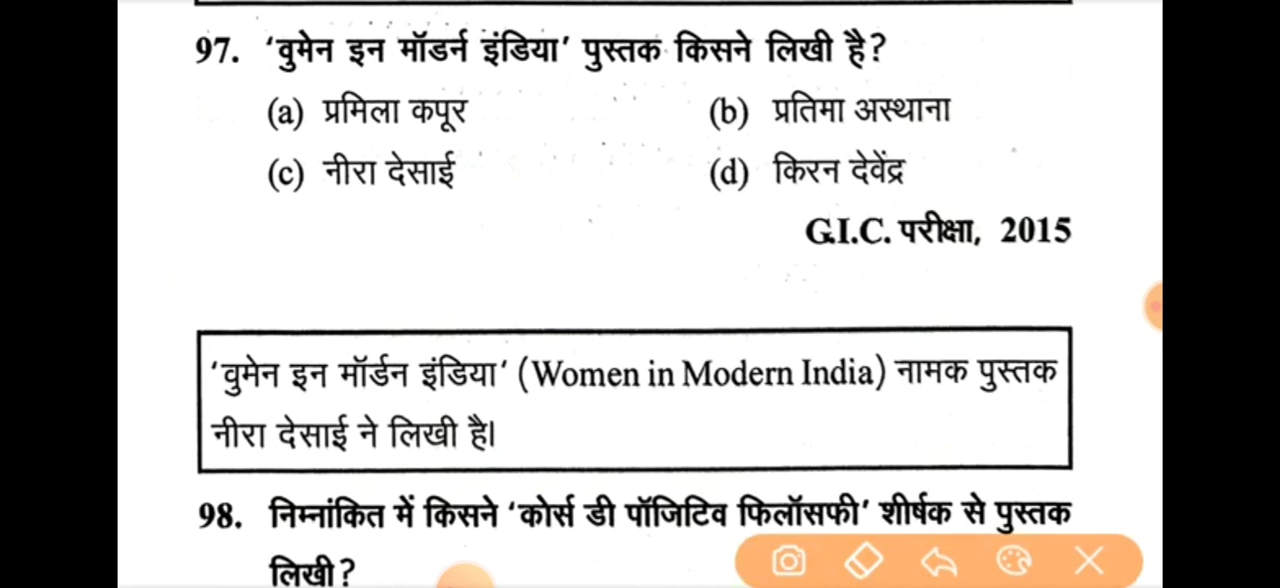 97. ‘वुमेन इन मॉडर्न इंडिया’ पुस्तक किसने लिखी है?
(a) प्रमिला कपूर (b) प्रतिमा अस्थाना
(c) नीरा देसाई (d) किरन देवेंद्र
G.I.C. परीक्षा, 2015
‘वुमेन इन मॉर्डन इंडिया’ (Women in Modern India) नामक पुस्तक
नीरा देसाई ने लिखी है।
98. निम्नांकित में किसने ‘कोर्स डी पॉजिटिव फिलॉसफी’ शीर्षक से पुस्तक
लिखी?